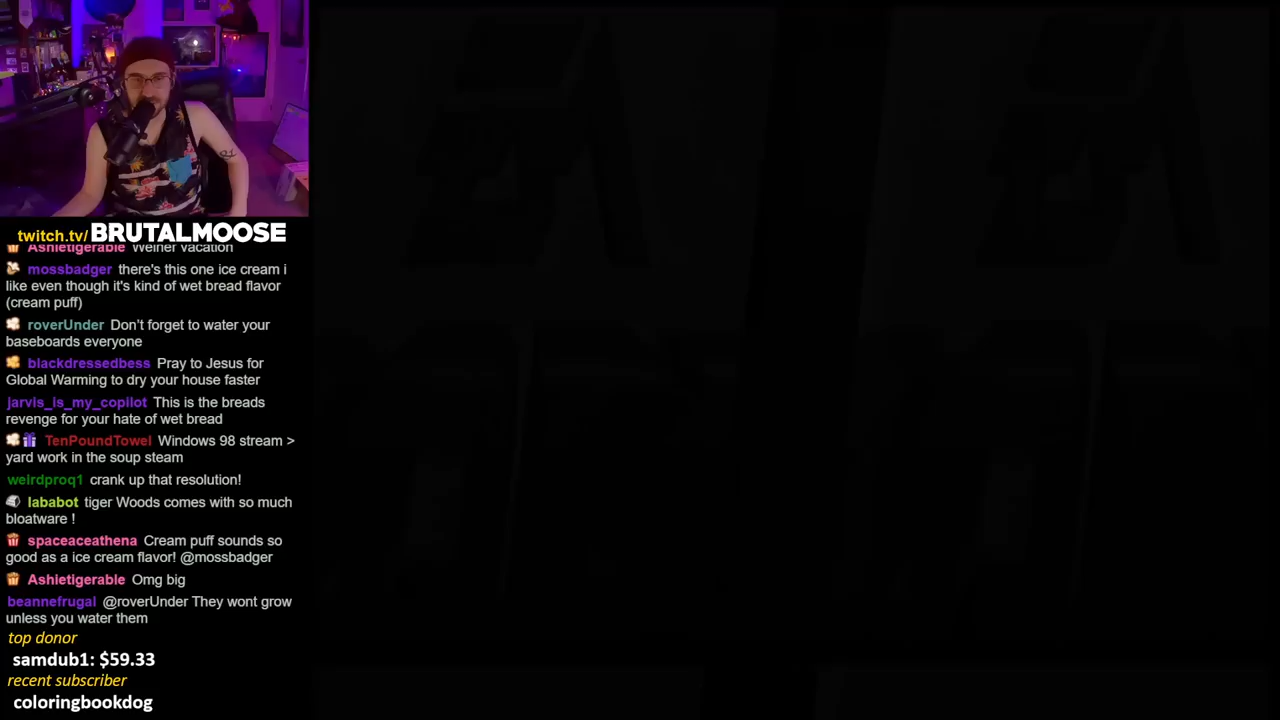 twitch.tv/BRUTALMOOSE
Ashietigerable Weiner vacation
mossbadger there's this one ice cream i
like even though it's kind of wet bread flavor
(cream puff)
roverUnder Don't forget to water your
baseboards everyone
blackdressedbess Pray to Jesus for
Global Warming to dry your house faster
jarvis_is_my_copilot This is the breads
revenge for your hate of wet bread
TenPoundTowel Windows 98 stream >
yard work in the soup steam
weirdproq1 crank up that resolution!
lababot tiger Woods comes with so much
bloatware !
spaceaceathena Cream puff sounds so
good as a ice cream flavor! @mossbadger
Ashietigerable Omg big
beannefrugal @roverUnder They wont grow
unless you water them
top donor
samdub1: $59.33
recent subscriber
coloringbookdog